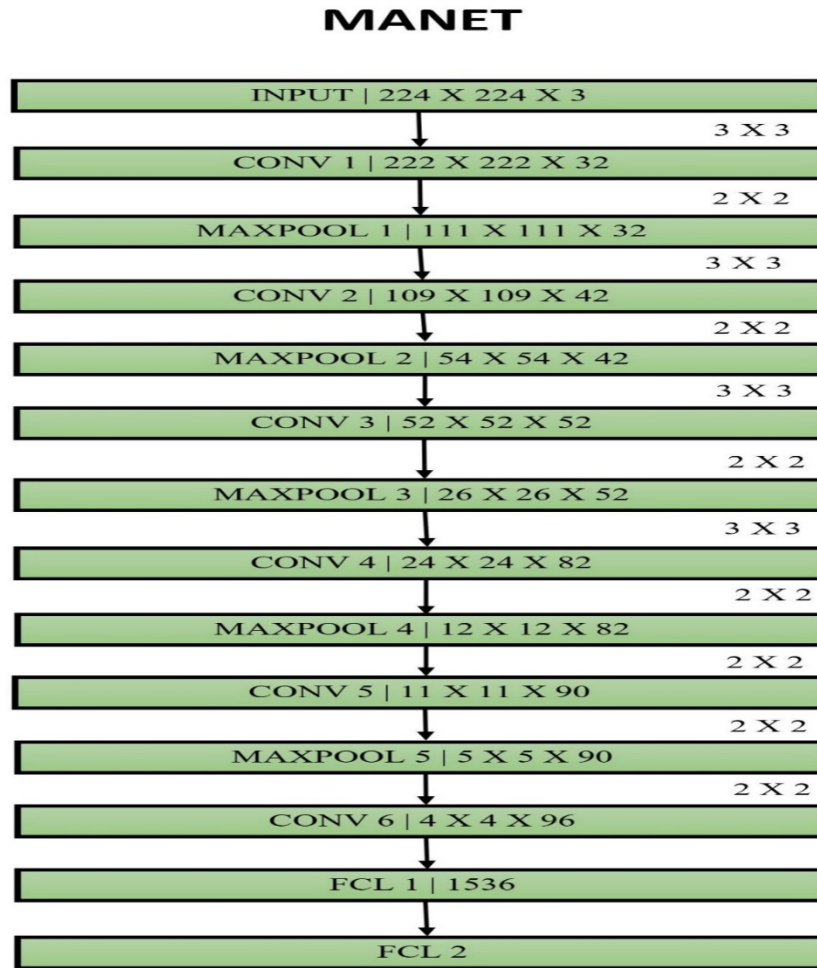 MANET
INPUT | 224 X 224 X 3
3 X 3
CONV 1 | 222 X 222 X 32
2 X 2
MAXPOOL 1 | 111 X 111 X 32
3 X 3
CONV 2 | 109 X 109 X 42
2 X 2
MAXPOOL 2 | 54 X 54 X 42
3 X 3
CONV 3 | 52 X 52 X 52
2 X 2
MAXPOOL 3 | 26 X 26 X 52
3 X 3
CONV 4 | 24 X 24 X 82
2 X 2
MAXPOOL 4 | 12 X 12 X 82
2 X 2
CONV 5 | 11 X 11 X 90
2 X 2
MAXPOOL 5 | 5 X 5 X 90
2 X 2
CONV 6 | 4 X 4 X 96
FCL 1 | 1536
FCL 2